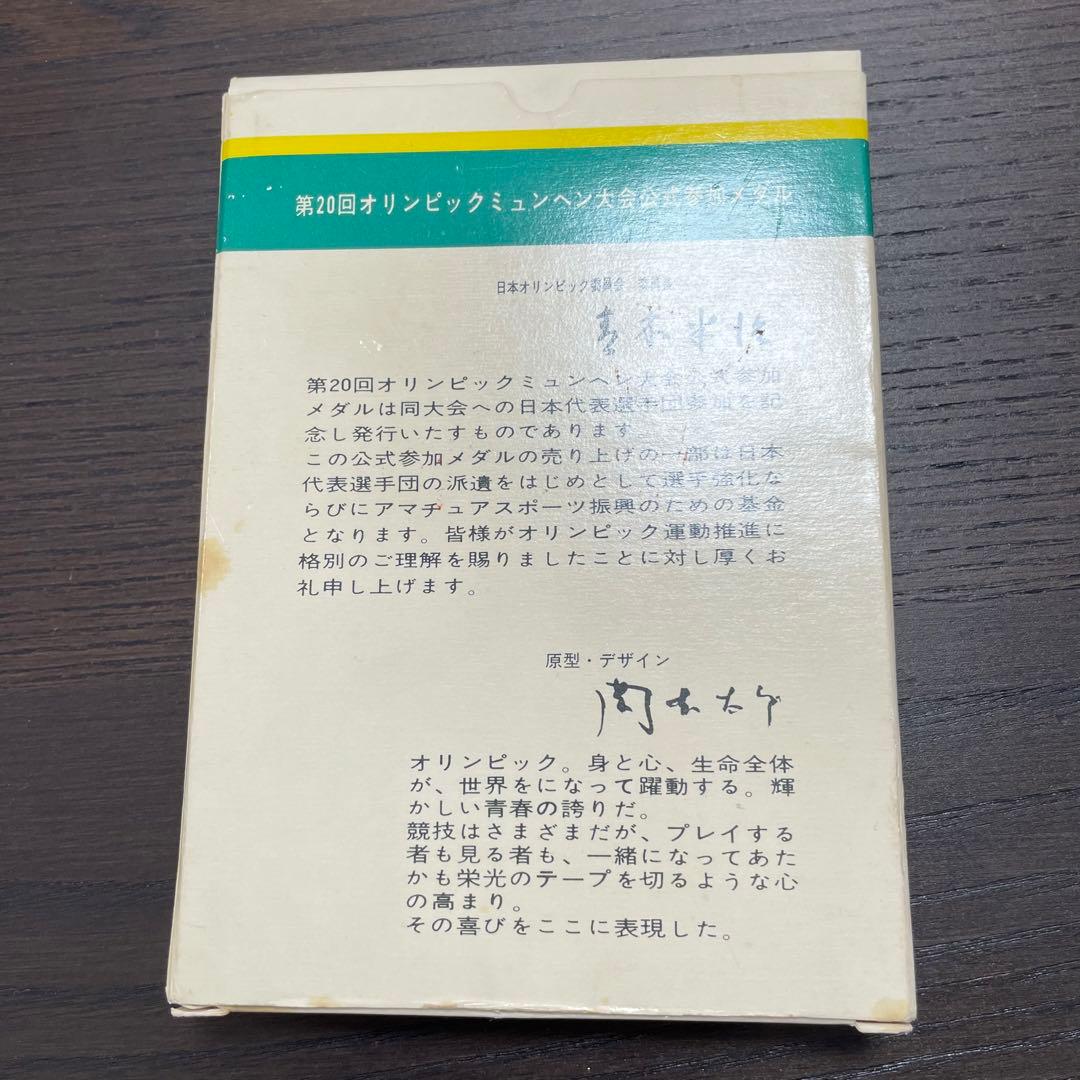 第20回オリンピックミュンヘン大会公式参加メダル
日本オリンピック委員会 委員長
青木半治
第20回オリンピックミュンヘン大会公式参加
メダルは同大会への日本代表選手団参加を記
念し発行いたすものであります。
この公式参加メダルの売り上げの一部は日本
代表選手団の派遣をはじめとして選手強化な
らびにアマチュアスポーツ振興のための基金
となります。皆様がオリンピック運動推進に
格別のご理解を賜りましたことに対し厚くお
礼申し上げます。
原型・デザイン
岡本太郎
オリンピック。身と心、生命全体
が、世界をになって躍動する。輝
かしい青春の誇りだ。
競技はさまざまだが、プレイする
者も見る者も、一緒になってあた
かも栄光のテープを切るような心
の高まり。
その喜びをここに表現した。